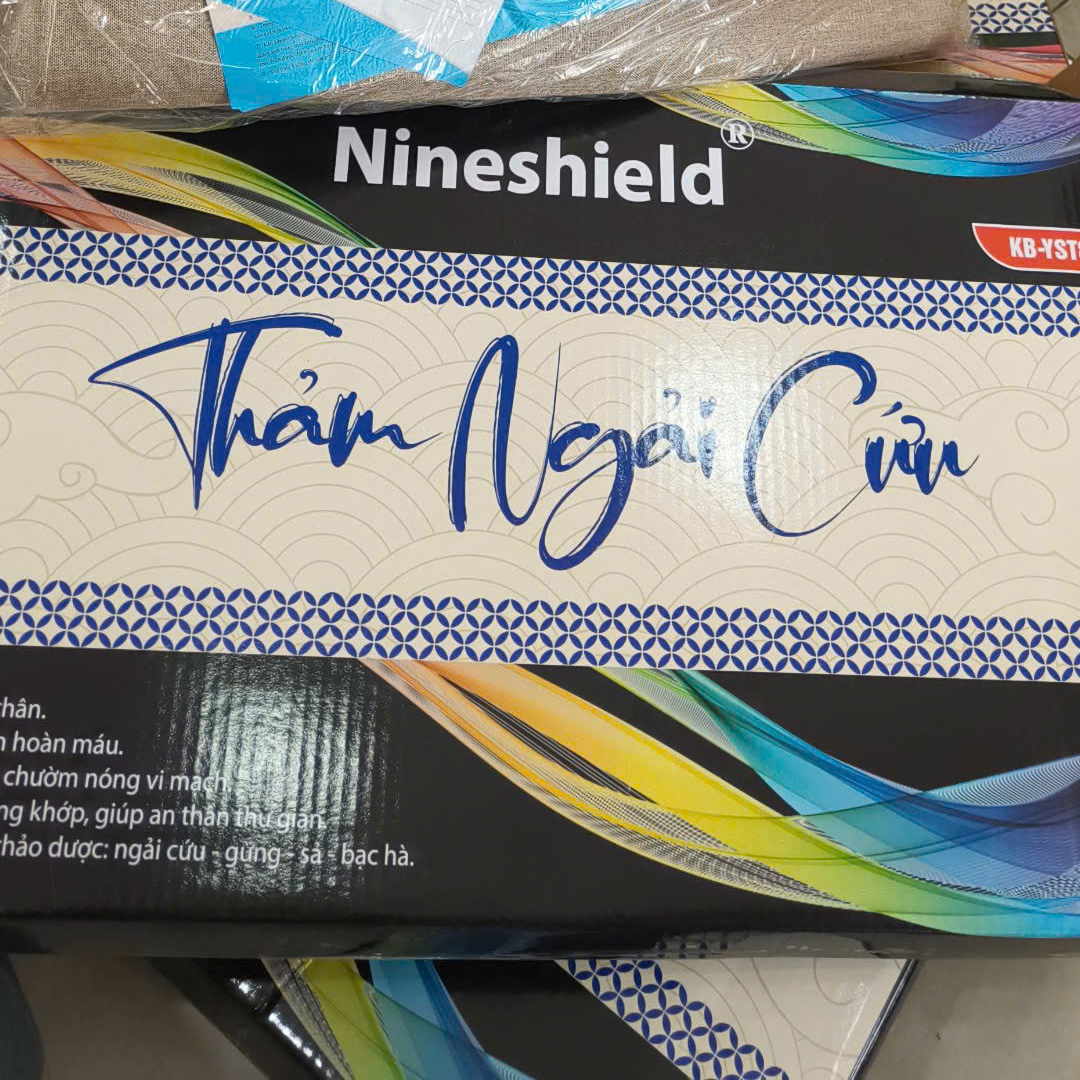 Nineshield®
KB-YST
Thảm Ngải Cứu
thân.
hoàn máu.
chườm nóng vi mạch.
khớp, giúp an thần thư giãn.
thảo dược: ngải cứu - gừng - sả - bạc hà.